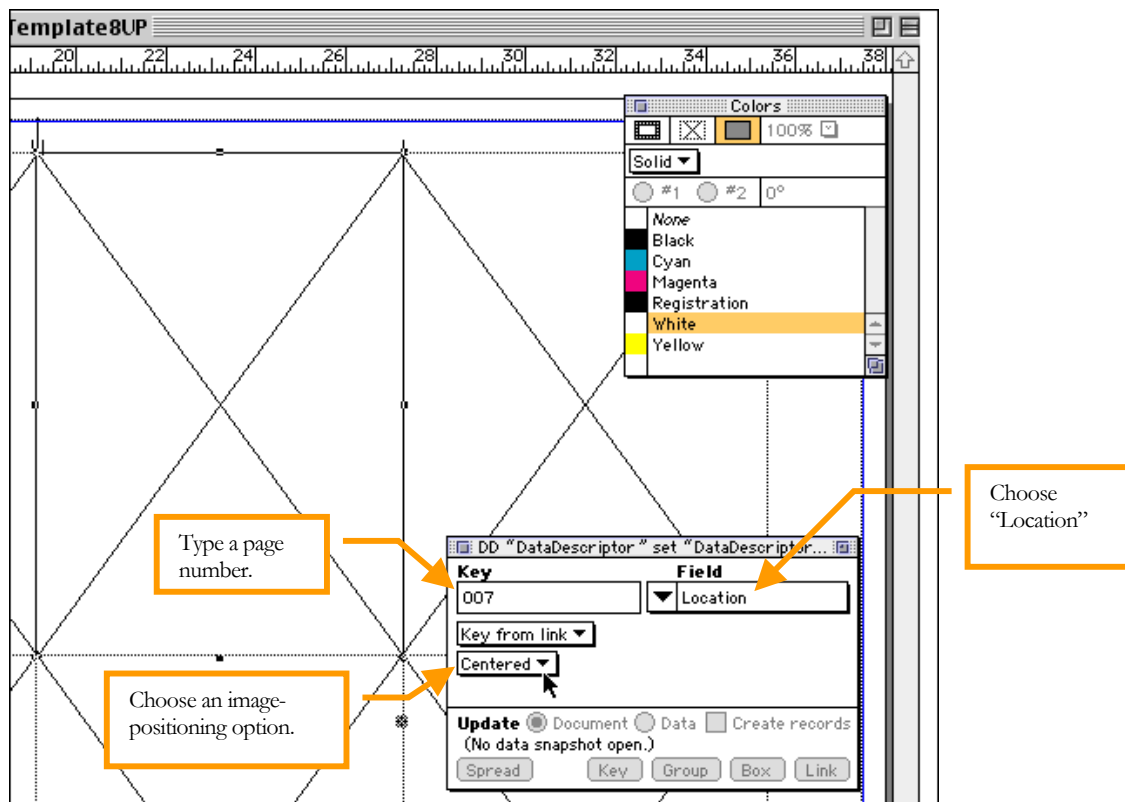 Template8UP
20 22 24 26 28 30 32 34 36 38
Colors
100%
Solid
#1 #2 0°
None
Black
Cyan
Magenta
Registration
White
Yellow
Choose
“Location”
Type a page
number.
DD “DataDescriptor” set “DataDescriptor...
Key Field
007 Location
Key from link
Centered
Choose an image-
positioning option.
Update Document Data Create records
(No data snapshot open.)
Spread Key Group Box Link